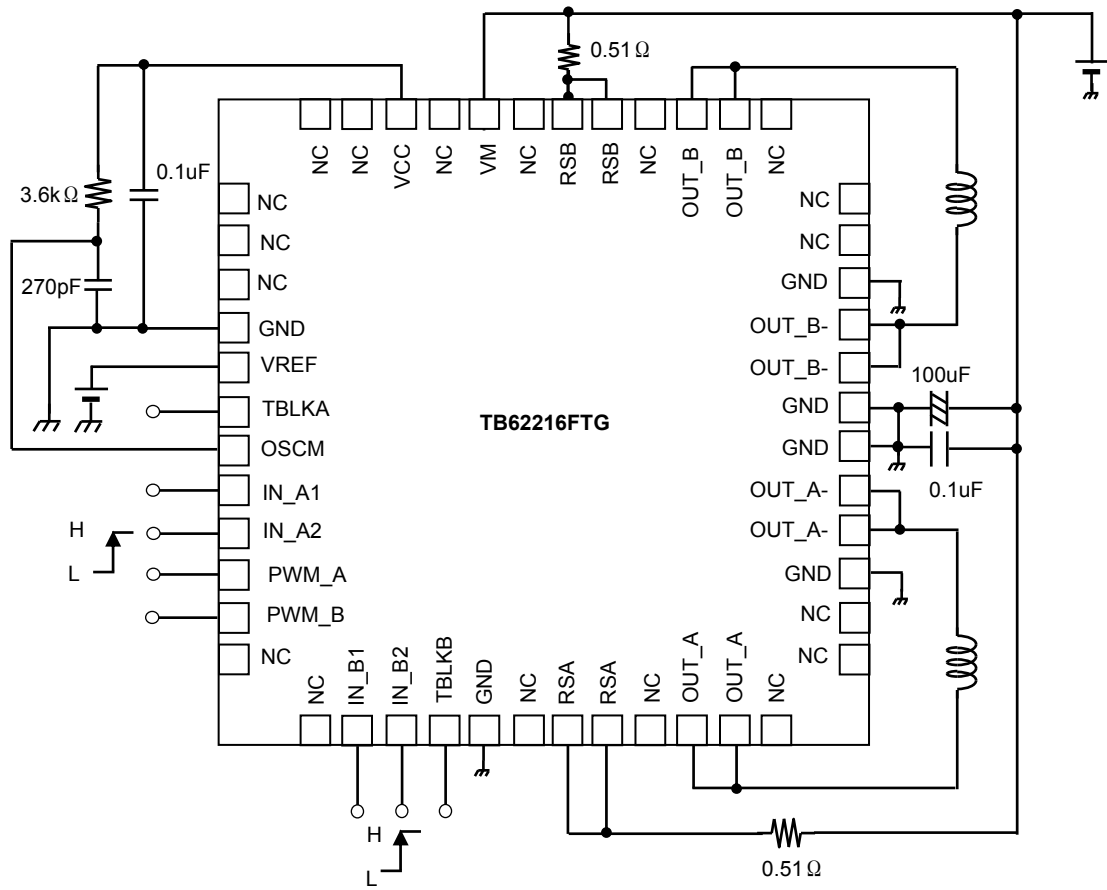 0.51Ω
NC
NC
VCC
NC
VM
NC
RSB
RSB
NC
OUT_B
OUT_B
NC
3.6kΩ
0.1uF
270pF
NC
NC
NC
GND
VREF
TBLKA
OSCM
IN_A1
IN_A2
PWM_A
PWM_B
NC
H
L
TB62216FTG
NC
NC
GND
OUT_B-
OUT_B-
GND
GND
OUT_A-
OUT_A-
GND
NC
NC
100uF
0.1uF
NC
IN_B1
IN_B2
TBLKB
GND
NC
RSA
RSA
NC
OUT_A
OUT_A
NC
H
L
0.51Ω